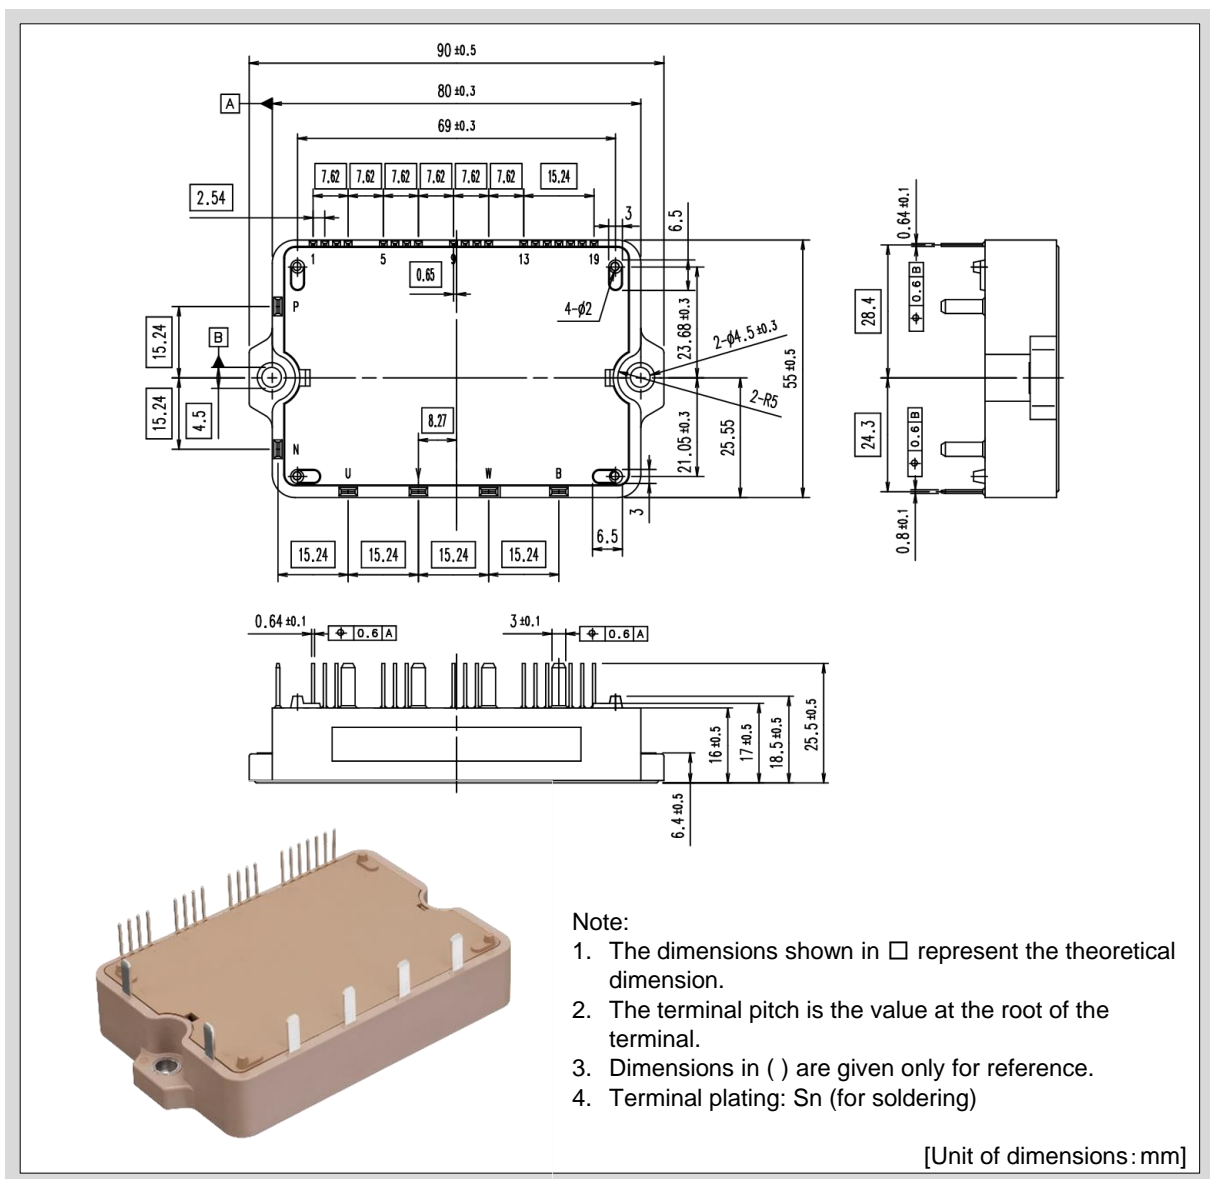 90 ±0.5
A
80 ±0.3
69 ±0.3
7.62 7.62 7.62 7.62 7.62 7.62 15.24
2.54
3
6.5
1 5 9 13 19
0.65
4-ø2
P
15.24
B
15.24
4.5
N
23.68 ±0.3
2-ø4.5 ±0.3
55 ±0.5
2-R5
21.05 ±0.3
25.55
8.27
U V W B
3
6.5
15.24 15.24 15.24 15.24
0.64 ±0.1
⌖ 0.6 B
28.4
24.3
⌖ 0.6 B
0.8 ±0.1
0.64 ±0.1
⌖ 0.6 A
3 ±0.1
⌖ 0.6 A
16 ±0.5
17 ±0.5
18.5 ±0.5
25.5 ±0.5
6.4 ±0.5
Note:
1. The dimensions shown in □ represent the theoretical
dimension.
2. The terminal pitch is the value at the root of the
terminal.
3. Dimensions in ( ) are given only for reference.
4. Terminal plating: Sn (for soldering)
[Unit of dimensions : mm]